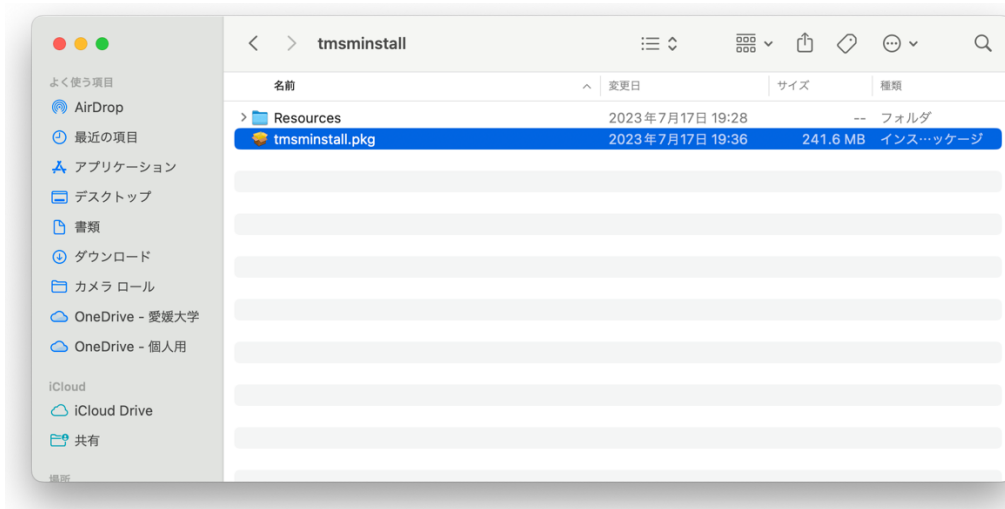 tmsminstall
よく使う項目
AirDrop
最近の項目
アプリケーション
デスクトップ
書類
ダウンロード
カメラ ロール
OneDrive - 愛媛大学
OneDrive - 個人用
iCloud
iCloud Drive
共有
場所
名前 変更日 サイズ 種類
Resources 2023年7月17日 19:28 -- フォルダ
tmsminstall.pkg 2023年7月17日 19:36 241.6 MB インス…ッケージ